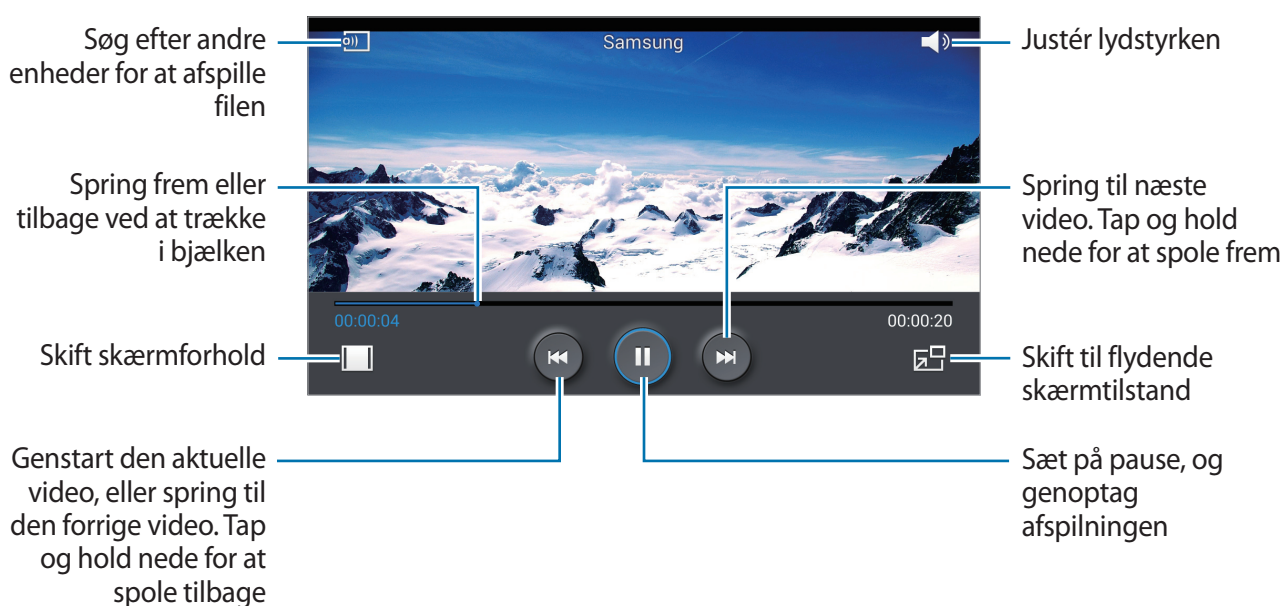 Søg efter andre
enheder for at afspille
filen
Samsung
Justér lydstyrken
Spring frem eller
tilbage ved at trække
i bjælken
Spring til næste
video. Tap og hold
nede for at spole frem
00:00:04
00:00:20
Skift skærmforhold
Skift til flydende
skærmtilstand
Genstart den aktuelle
video, eller spring til
den forrige video. Tap
og hold nede for at
spole tilbage
Sæt på pause, og
genoptag
afspilningen